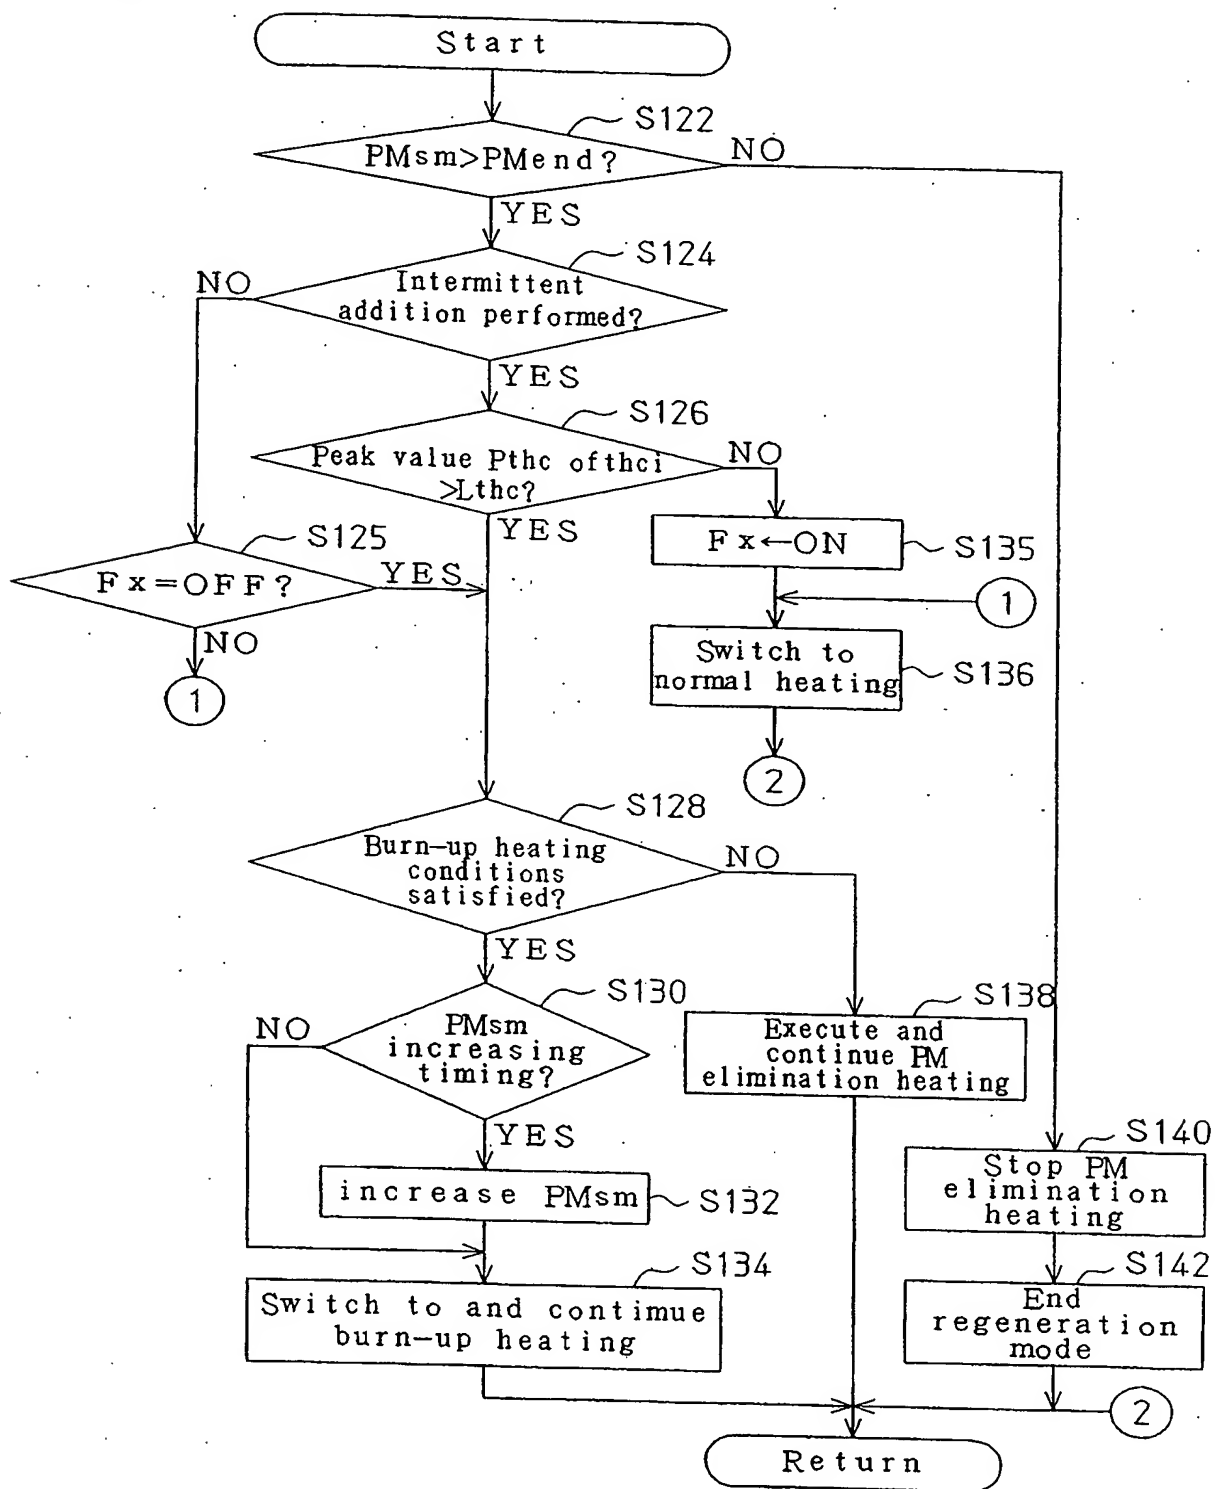 Start
S122
PMsm>PMend?
NO
YES
S124
NO
Intermittent
addition performed?
YES
S126
Peak value Pthc ofthci
>Lthc?
NO
YES
S125
Fx=OFF?
YES
NO
1
Fx←ON
S135
1
Switch to
normal heating
S136
2
S128
Burn-up heating
conditions
satisfied?
NO
YES
S130
NO
PMsm
increasing
timing?
YES
S138
Execute and
continue PM
elimination heating
increase PMsm
S132
S140
Stop PM
elimination
heating
S134
Switch to and contimue
burn-up heating
S142
End
regeneration
mode
2
Return